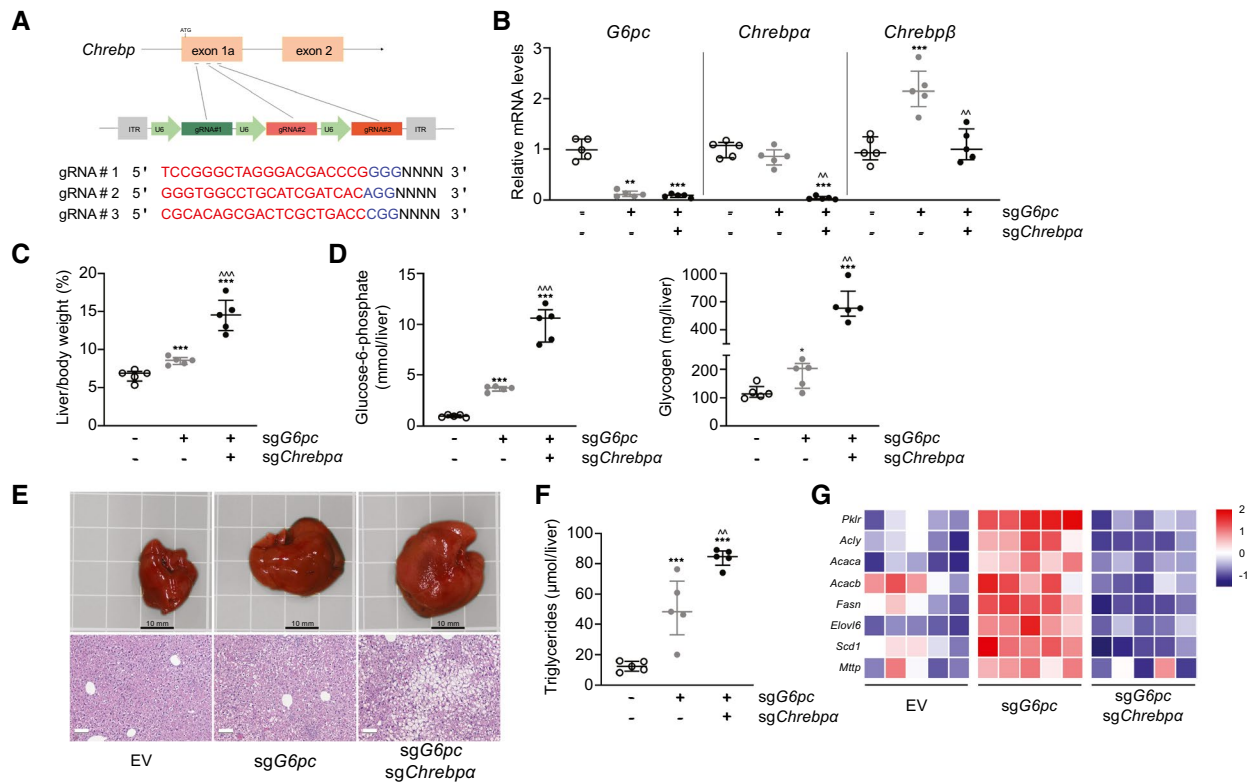 A
ATG
Chrebp
exon 1a
exon 2
ITR
U6
gRNA#1
U6
gRNA#2
U6
gRNA#3
ITR
gRNA # 1 5' TCCGGGCTAGGGACGACCCGGGGNNNN 3'
gRNA # 2 5' GGGTGGCCTGCATCGATCACAGGNNNN 3'
gRNA # 3 5' CGCACAGCGACTCGCTGACCCGGNNNN 3'
B
G6pc
Chrebpα
Chrebpβ
Relative mRNA levels
3
2
1
0
**
***
^^
***
***
^^
- + + - + + - + + sgG6pc
- - + - - + - - + sgChrebpα
C
Liver/body weight (%)
20
15
10
5
0
***
^^^
***
- + + sgG6pc
- - + sgChrebpα
D
Glucose-6-phosphate
(mmol/liver)
15
10
5
0
***
^^^
***
Glycogen (mg/liver)
1000
700
400
200
100
0
*
^^
***
- + + - + + sgG6pc
- - + - - + sgChrebpα
E
10 mm
10 mm
10 mm
EV
sgG6pc
sgG6pc
sgChrebpα
F
Triglycerides (μmol/liver)
100
80
60
40
20
0
***
^^
***
- + + sgG6pc
- - + sgChrebpα
G
Pklr
Acly
Acaca
Acacb
Fasn
Elovl6
Scd1
Mttp
2
1
0
-1
EV
sgG6pc
sgG6pc
sgChrebpα